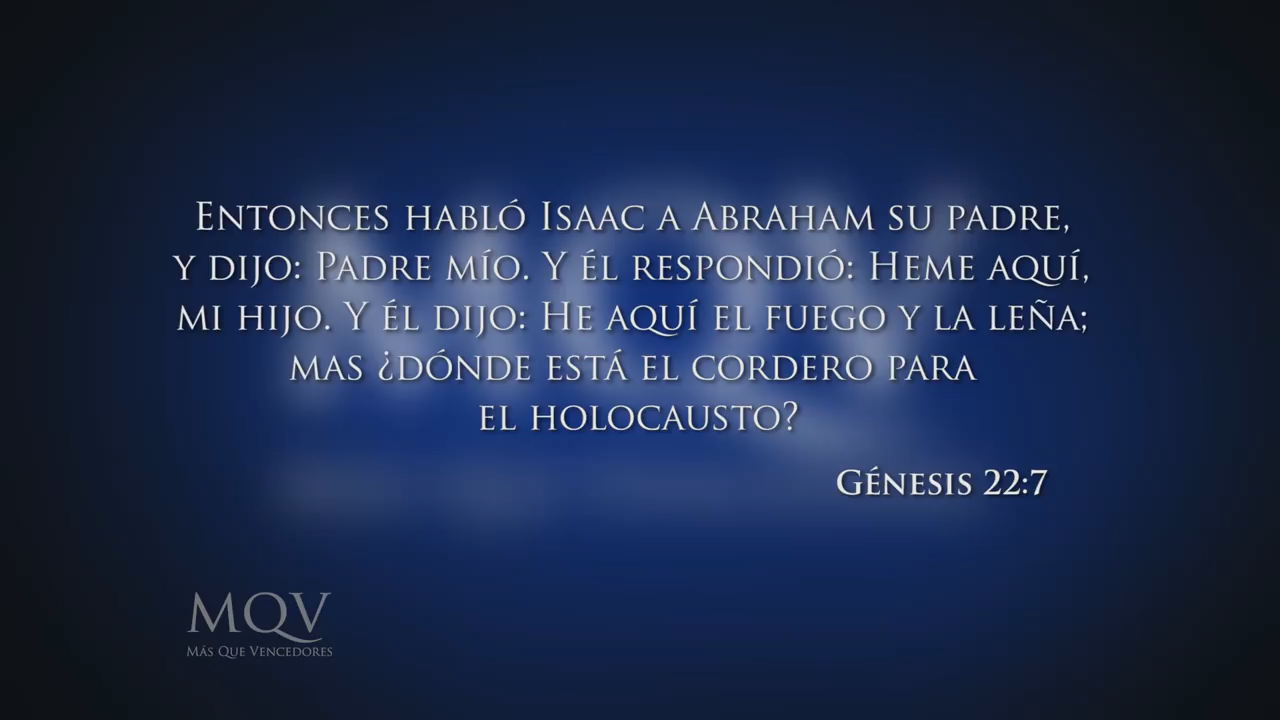 Entonces habló Isaac a Abraham su padre,
y dijo: Padre mío. Y él respondió: Heme aquí,
mi hijo. Y él dijo: He aquí el fuego y la leña;
mas ¿dónde está el cordero para
el holocausto?
Génesis 22:7
MQV
Más Que Vencedores